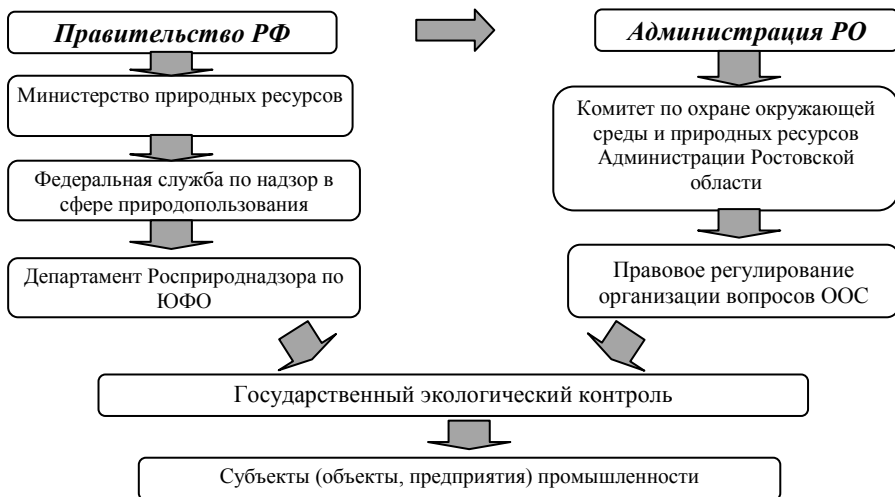 Правительство РФ
Администрация РО
Министерство природных ресурсов
Комитет по охране окружающей
среды и природных ресурсов
Администрации Ростовской
области
Федеральная служба по надзор в
сфере природопользования
Департамент Росприроднадзора по
ЮФО
Правовое регулирование
организации вопросов ООС
Государственный экологический контроль
Субъекты (объекты, предприятия) промышленности